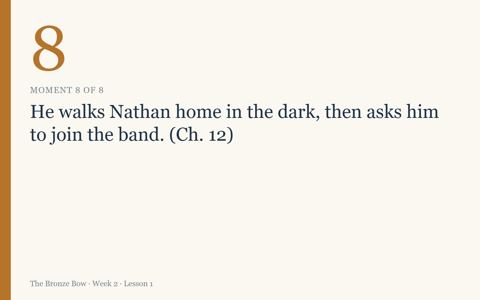 8
MOMENT 8 OF 8
He walks Nathan home in the dark, then asks him
to join the band. (Ch. 12)
The Bronze Bow · Week 2 · Lesson 1